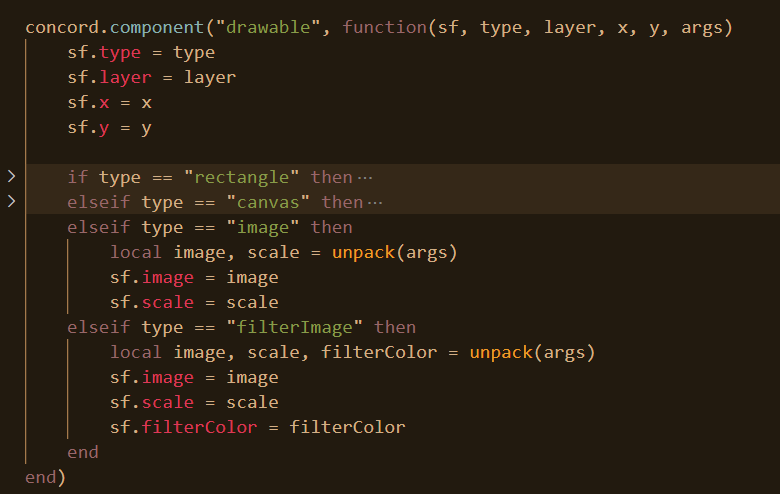 concord.component("drawable", function(sf, type, layer, x, y, args)
    sf.type = type
    sf.layer = layer
    sf.x = x
    sf.y = y

    if type == "rectangle" then ···
    elseif type == "canvas" then ···
    elseif type == "image" then
        local image, scale = unpack(args)
        sf.image = image
        sf.scale = scale
    elseif type == "filterImage" then
        local image, scale, filterColor = unpack(args)
        sf.image = image
        sf.scale = scale
        sf.filterColor = filterColor
    end
end)